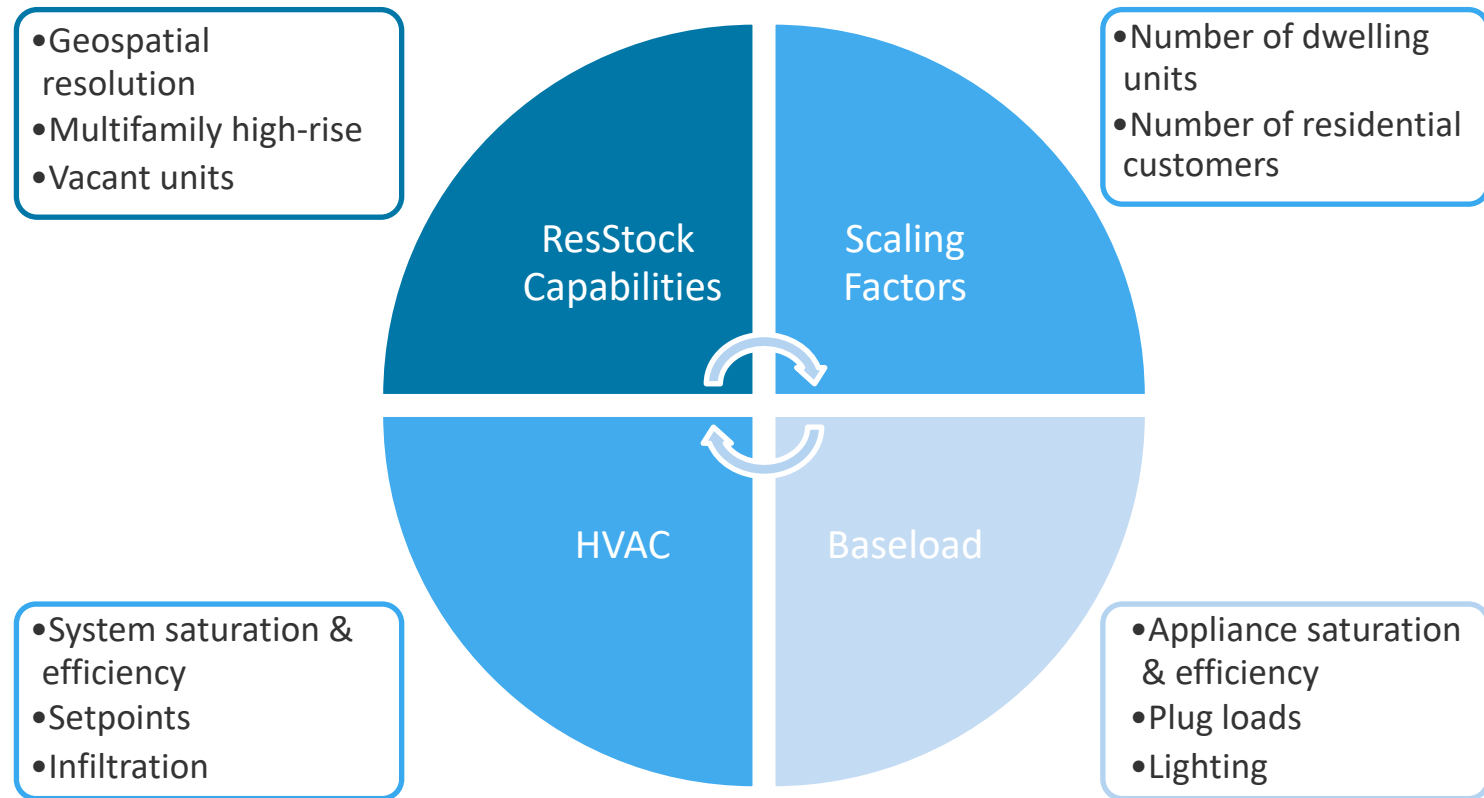 •Geospatial
resolution
•Multifamily high-rise
•Vacant units
•Number of dwelling
units
•Number of residential
customers
ResStock
Capabilities
Scaling
Factors
HVAC
Baseload
•System saturation &
efficiency
•Setpoints
•Infiltration
•Appliance saturation
& efficiency
•Plug loads
•Lighting